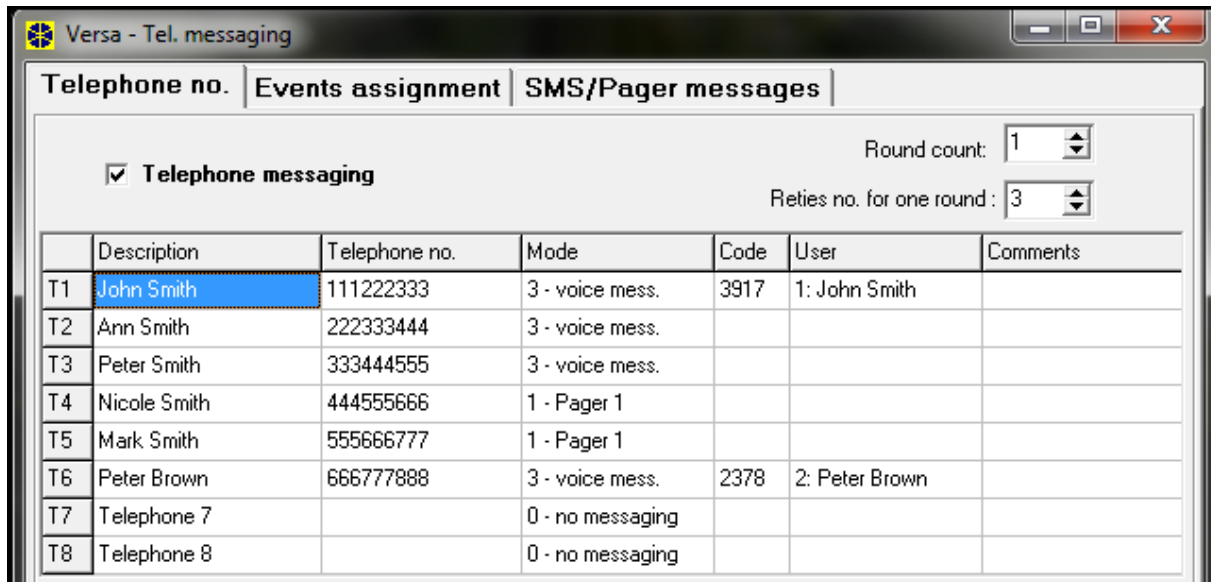 Versa - Tel. messaging
Telephone no. Events assignment SMS/Pager messages
Round count: 1
Telephone messaging
Reties no. for one round : 3
Description Telephone no. Mode Code User Comments
T1 John Smith 111222333 3 - voice mess. 3917 1: John Smith
T2 Ann Smith 222333444 3 - voice mess.
T3 Peter Smith 333444555 3 - voice mess.
T4 Nicole Smith 444555666 1 - Pager 1
T5 Mark Smith 555666777 1 - Pager 1
T6 Peter Brown 666777888 3 - voice mess. 2378 2: Peter Brown
T7 Telephone 7 0 - no messaging
T8 Telephone 8 0 - no messaging